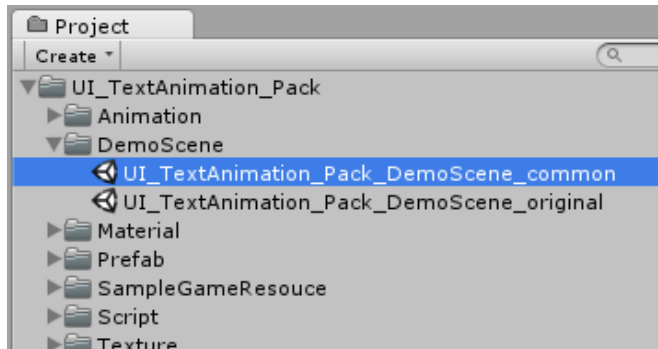 Project
Create
UI_TextAnimation_Pack
Animation
DemoScene
UI_TextAnimation_Pack_DemoScene_common
UI_TextAnimation_Pack_DemoScene_original
Material
Prefab
SampleGameResouce
Script
Texture